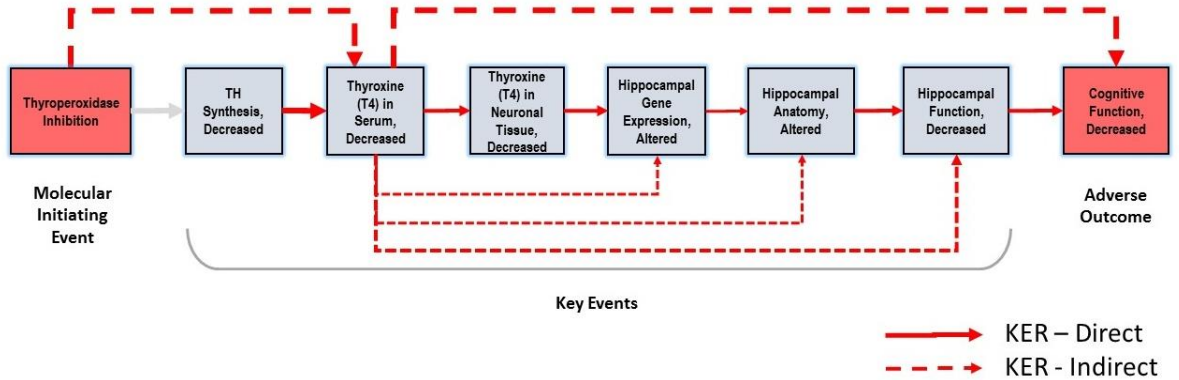 Thyroperoxidase
Inhibition
TH
Synthesis,
Decreased
Thyroxine
(T4) in
Serum,
Decreased
Thyroxine
(T4) in
Neuronal
Tissue,
Decreased
Hippocampal
Gene
Expression,
Altered
Hippocampal
Anatomy,
Altered
Hippocampal
Function,
Decreased
Cognitive
Function,
Decreased
Molecular
Initiating
Event
Adverse
Outcome
Key Events
KER – Direct
KER - Indirect